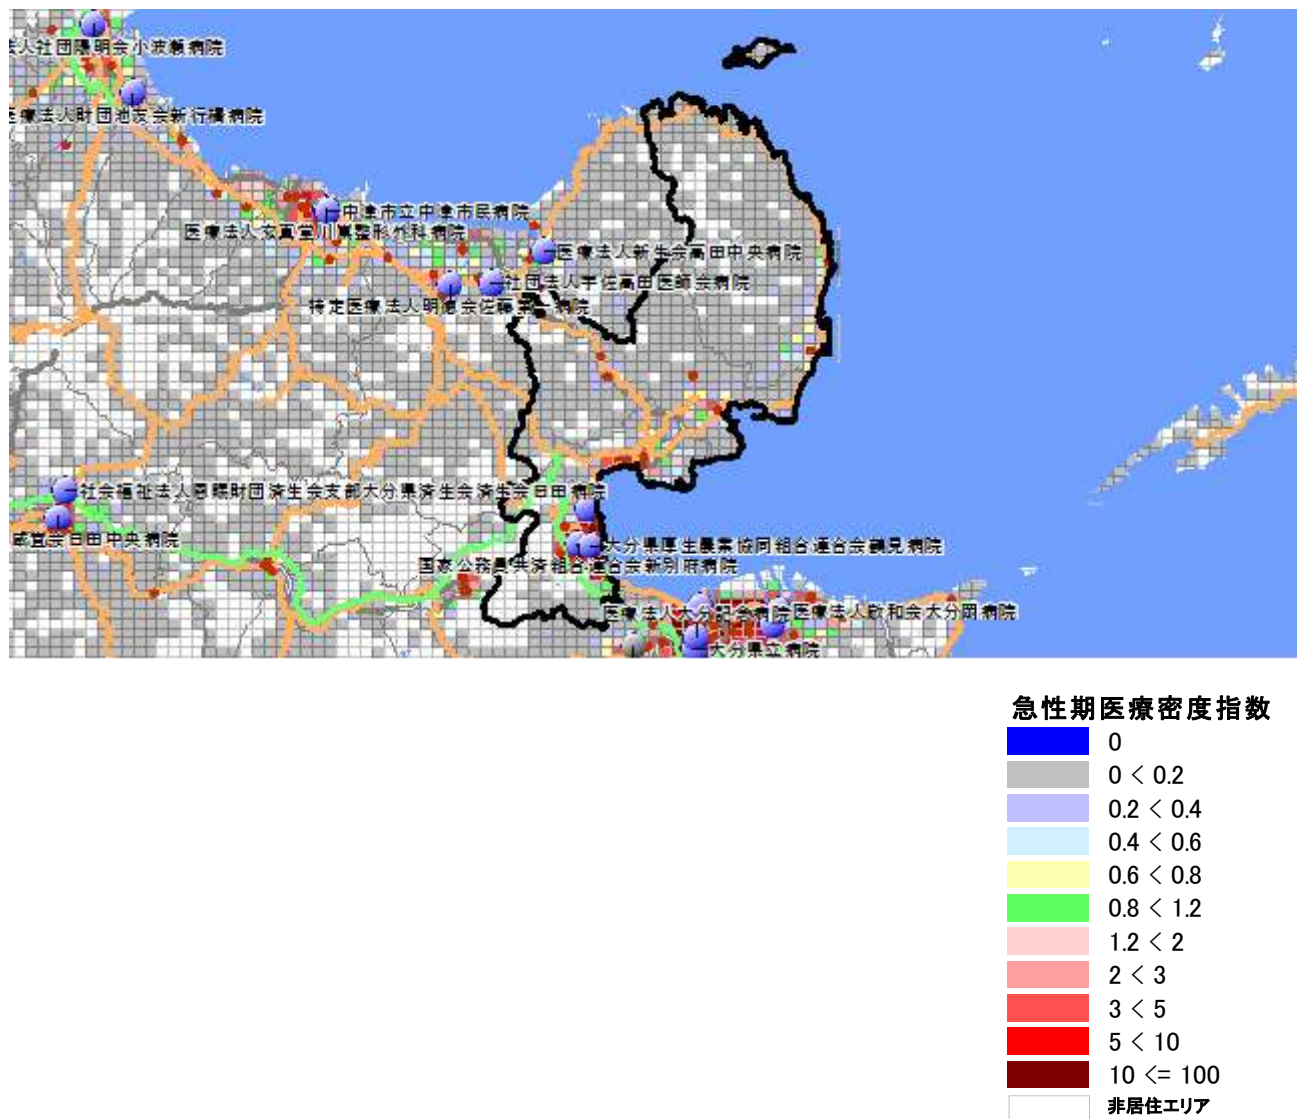 法人社団陽明会小波瀬病院
医療法人財団池友会新行橋病院
中津市立中津市民病院
医療法人玄真堂川嶌整形外科病院
医療法人新生会高田中央病院
社団法人宇佐高田医師会病院
特定医療法人明徳会佐藤第一病院
社会福祉法人恩賜財団済生会支部大分県済生会済生会日田病院
宣会日田中央病院
大分県厚生農業協同組合連合会鶴見病院
国家公務員共済組合連合会新別府病院
医療法人大分記念病院
医療法人敬和会大分岡病院
大分県立病院
急性期医療密度指数
0
0 < 0.2
0.2 < 0.4
0.4 < 0.6
0.6 < 0.8
0.8 < 1.2
1.2 < 2
2 < 3
3 < 5
5 < 10
10 <= 100
非居住エリア